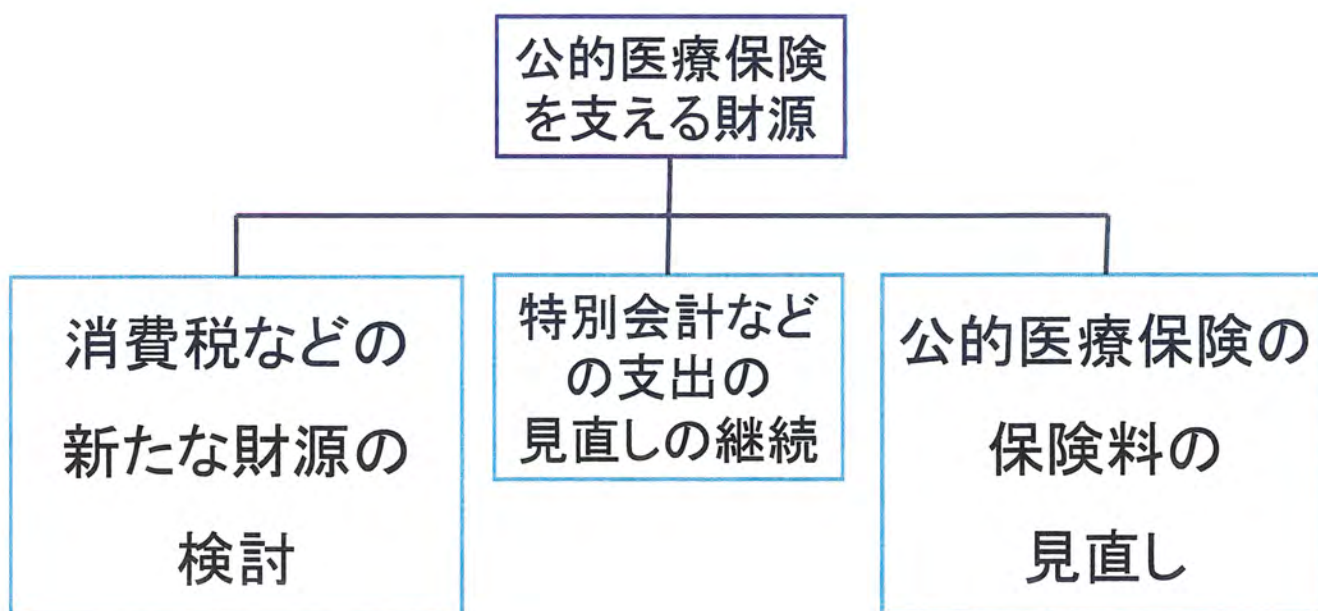 公的医療保険
を支える財源
消費税などの
新たな財源の
検討
特別会計など
の支出の
見直しの継続
公的医療保険の
保険料の
見直し